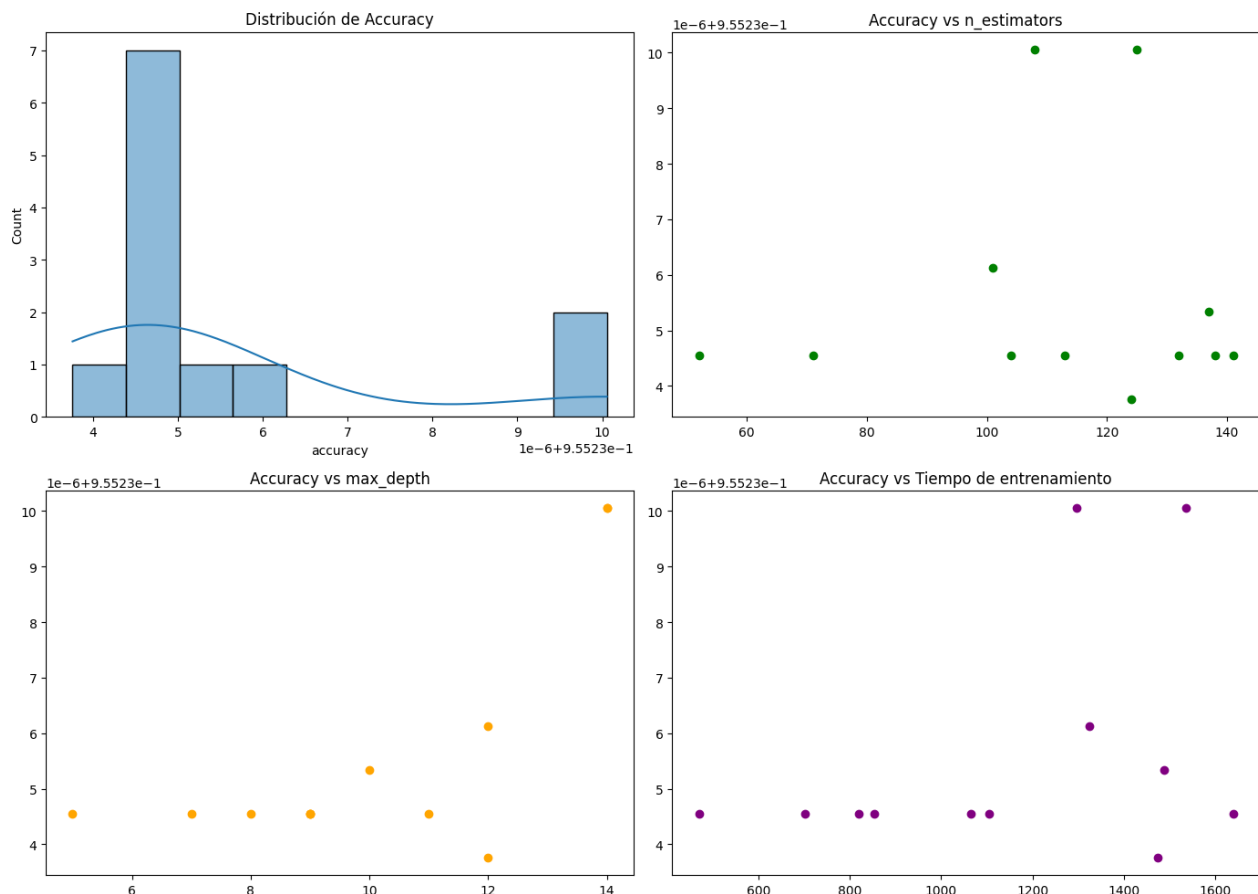 Distribución de Accuracy
7
6
5
4
3
2
1
0
Count
4 5 6 7 8 9 10
accuracy
1e−6+9.5523e−1
Accuracy vs n_estimators
1e−6+9.5523e−1
10
9
8
7
6
5
4
60 80 100 120 140
Accuracy vs max_depth
1e−6+9.5523e−1
10
9
8
7
6
5
4
6 8 10 12 14
Accuracy vs Tiempo de entrenamiento
1e−6+9.5523e−1
10
9
8
7
6
5
4
600 800 1000 1200 1400 1600